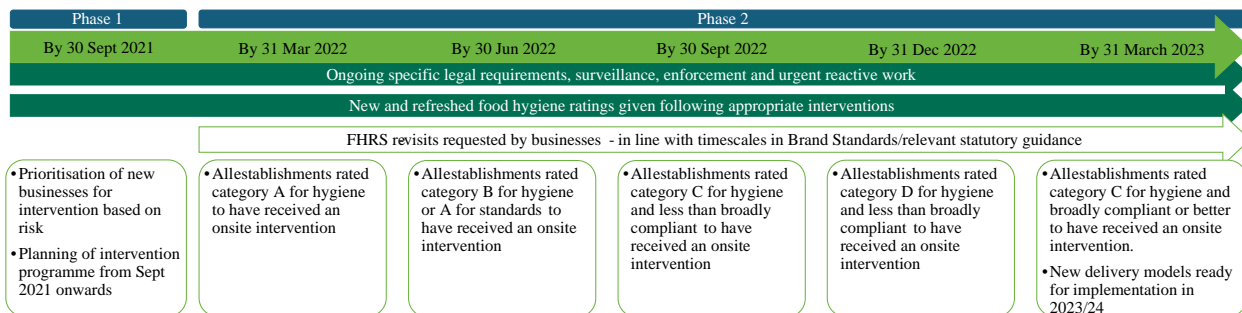 Phase 1
Phase 2
By 30 Sept 2021
By 31 Mar 2022
By 30 Jun 2022
By 30 Sept 2022
By 31 Dec 2022
By 31 March 2023
Ongoing specific legal requirements, surveillance, enforcement and urgent reactive work
New and refreshed food hygiene ratings given following appropriate interventions
FHRS revisits requested by businesses - in line with timescales in Brand Standards/relevant statutory guidance
•Prioritisation of new
businesses for
intervention based on
risk
•Planning of intervention
programme from Sept
2021 onwards
•Allestablishments rated
category A for hygiene
to have received an
onsite intervention
•Allestablishments rated
category B for hygiene
or A for standards to
have received an onsite
intervention
•Allestablishments rated
category C for hygiene
and less than broadly
compliant to have
received an onsite
intervention
•Allestablishments rated
category D for hygiene
and less than broadly
compliant to have
received an onsite
intervention
•Allestablishments rated
category C for hygiene and
broadly compliant or better
to have received an onsite
intervention.
•New delivery models ready
for implementation in
2023/24